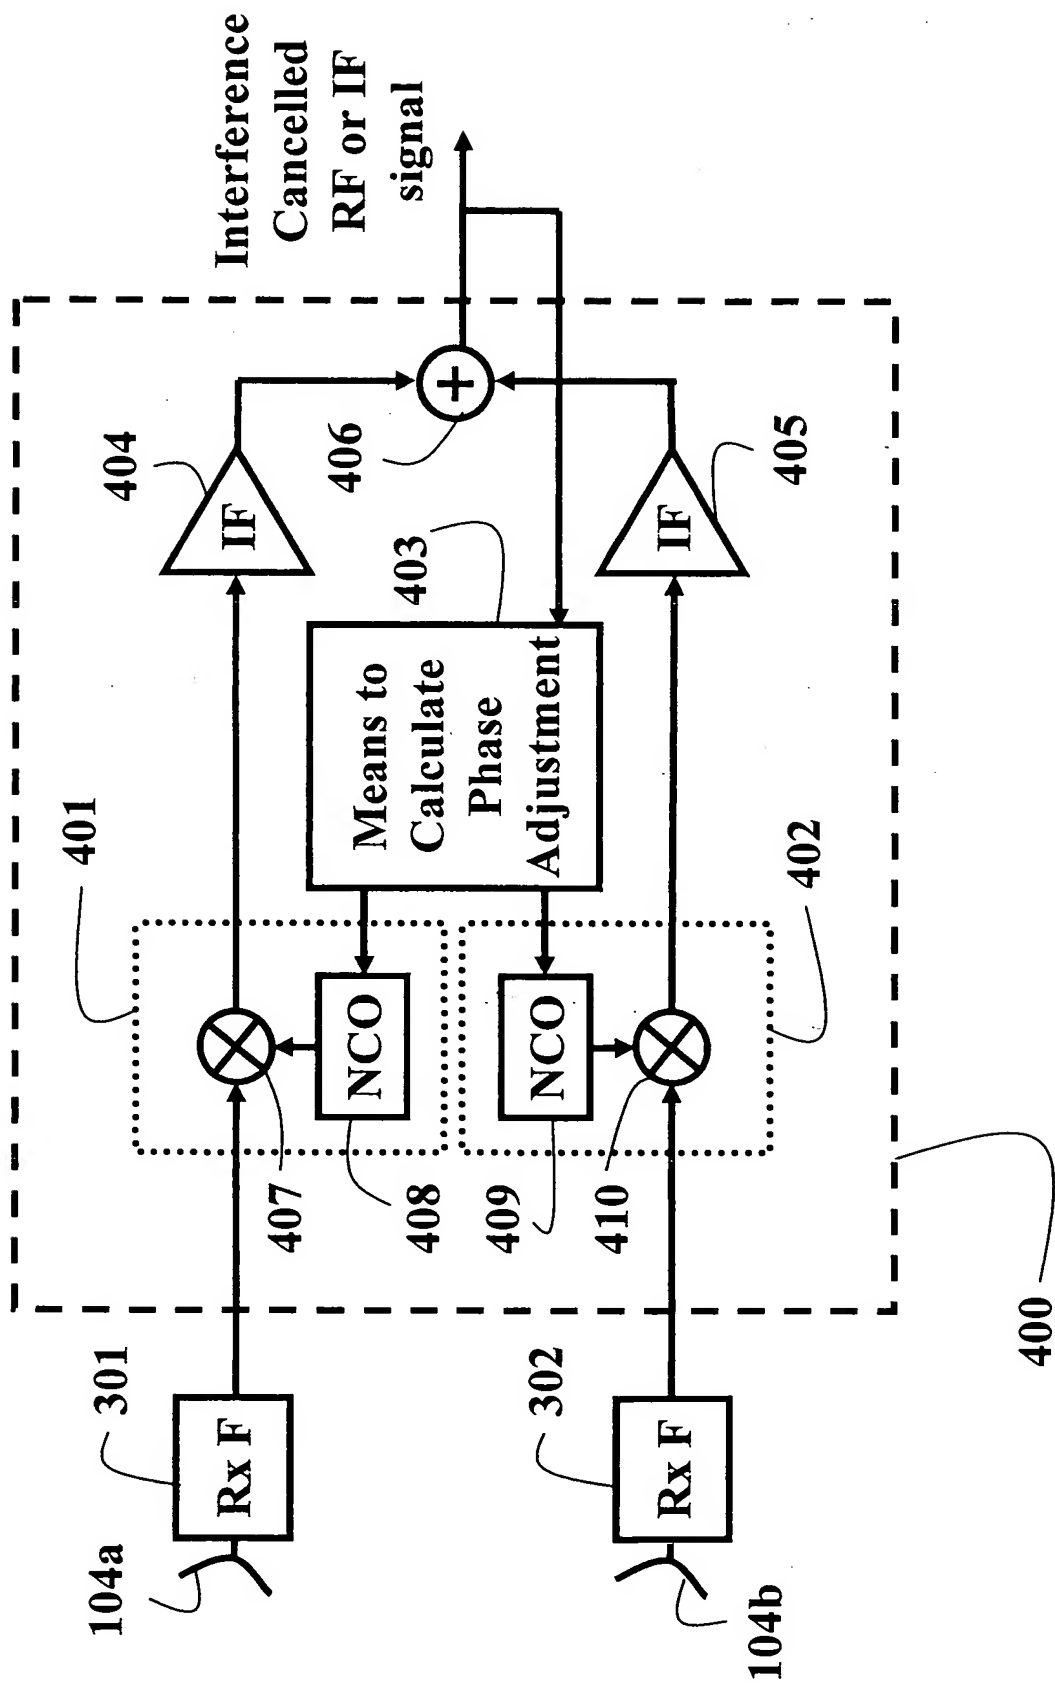 Interference
Cancelled
RF or IF
signal
404
IF
406
403
Means to
Calculate
Phase
Adjustment
405
IF
401
402
407
NCO
408
NCO
409
410
301
Rx F
104a
302
Rx F
104b
400